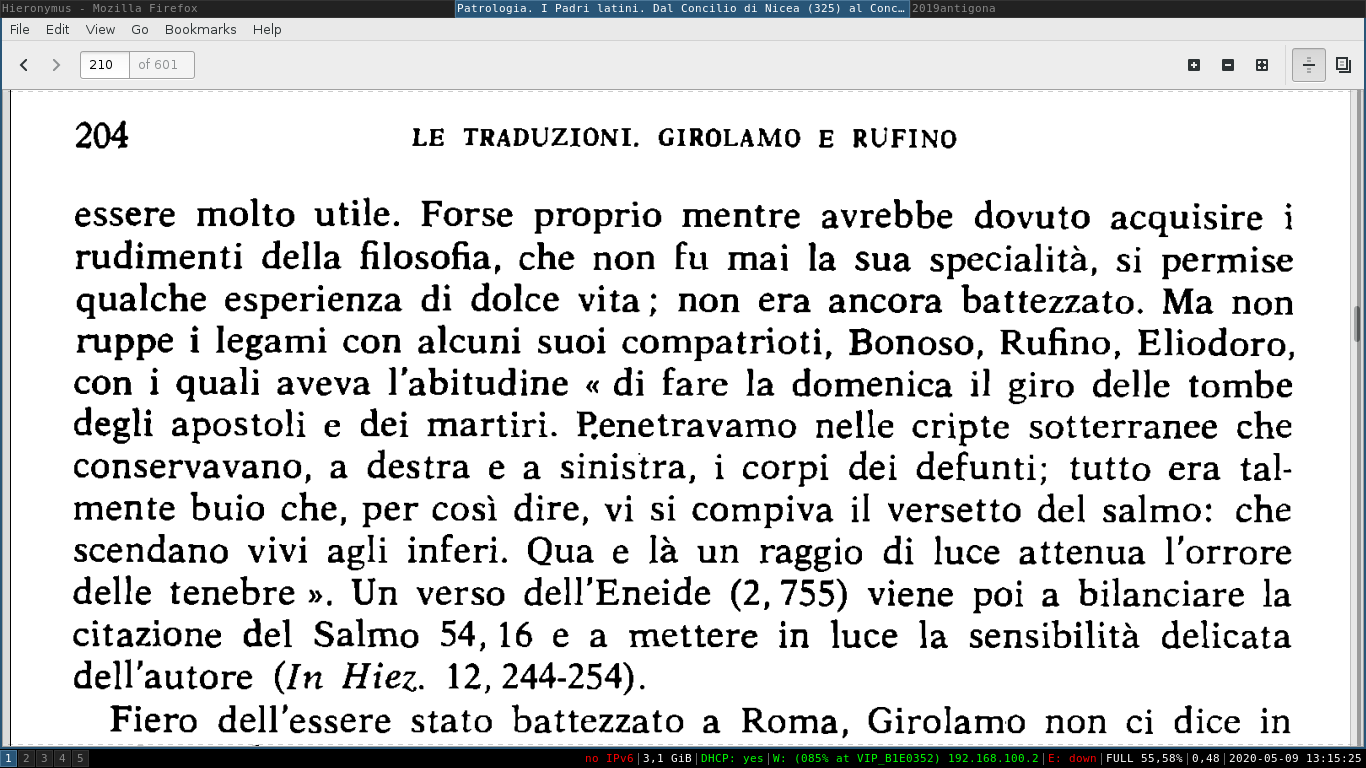 Hieronymus - Mozilla Firefox
Patrologia. I Padri latini. Dal Concilio di Nicea (325) al Conc…
2019antigona
File Edit View Go Bookmarks Help
210 of 601
204 LE TRADUZIONI. GIROLAMO E RUFINO
essere molto utile. Forse proprio mentre avrebbe dovuto acquisire i
rudimenti della filosofia, che non fu mai la sua specialità, si permise
qualche esperienza di dolce vita; non era ancora battezzato. Ma non
ruppe i legami con alcuni suoi compatrioti, Bonoso, Rufino, Eliodoro,
con i quali aveva l'abitudine « di fare la domenica il giro delle tombe
degli apostoli e dei martiri. Penetravamo nelle cripte sotterranee che
conservavano, a destra e a sinistra, i corpi dei defunti; tutto era tal-
mente buio che, per così dire, vi si compiva il versetto del salmo: che
scendano vivi agli inferi. Qua e là un raggio di luce attenua l'orrore
delle tenebre ». Un verso dell'Eneide (2, 755) viene poi a bilanciare la
citazione del Salmo 54, 16 e a mettere in luce la sensibilità delicata
dell'autore (In Hiez. 12, 244-254).
Fiero dell'essere stato battezzato a Roma, Girolamo non ci dice in
1 2 3 4 5
no IPv6|3,1 GiB|DHCP: yes|W: (085% at VIP_B1E0352) 192.168.100.2|E: down|FULL 55,58%|0,48|2020-05-09 13:15:25